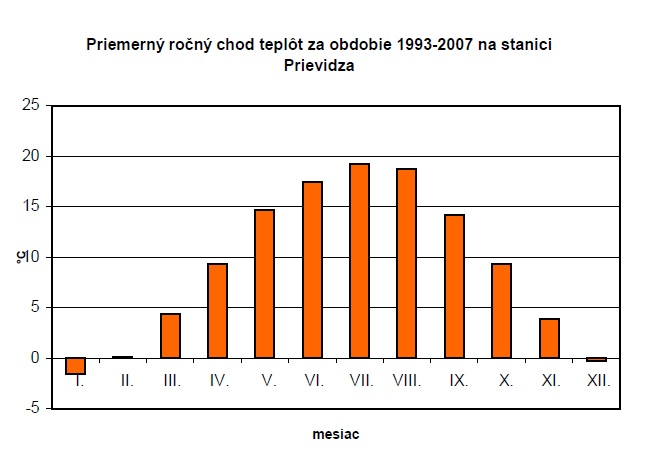 Priemerný ročný chod teplôt za obdobie 1993-2007 na stanici
Prievidza
25
20
15
10
5
0
-5
°C
I. II. III. IV. V. VI. VII. VIII. IX. X. XI. XII.
mesiac